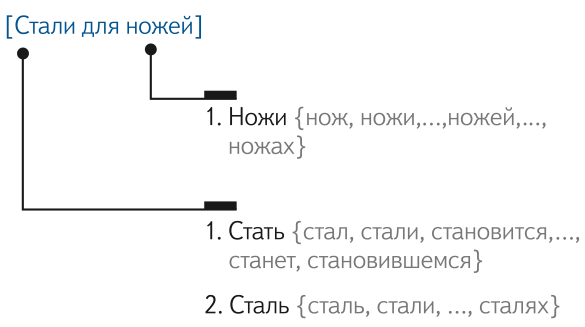 [Стали для ножей]
1. Ножи {нож, ножи,...,ножей,...,
ножах}
1. Стать {стал, стали, становится,...,
станет, становившемся}
2. Сталь {сталь, стали, ..., сталях}